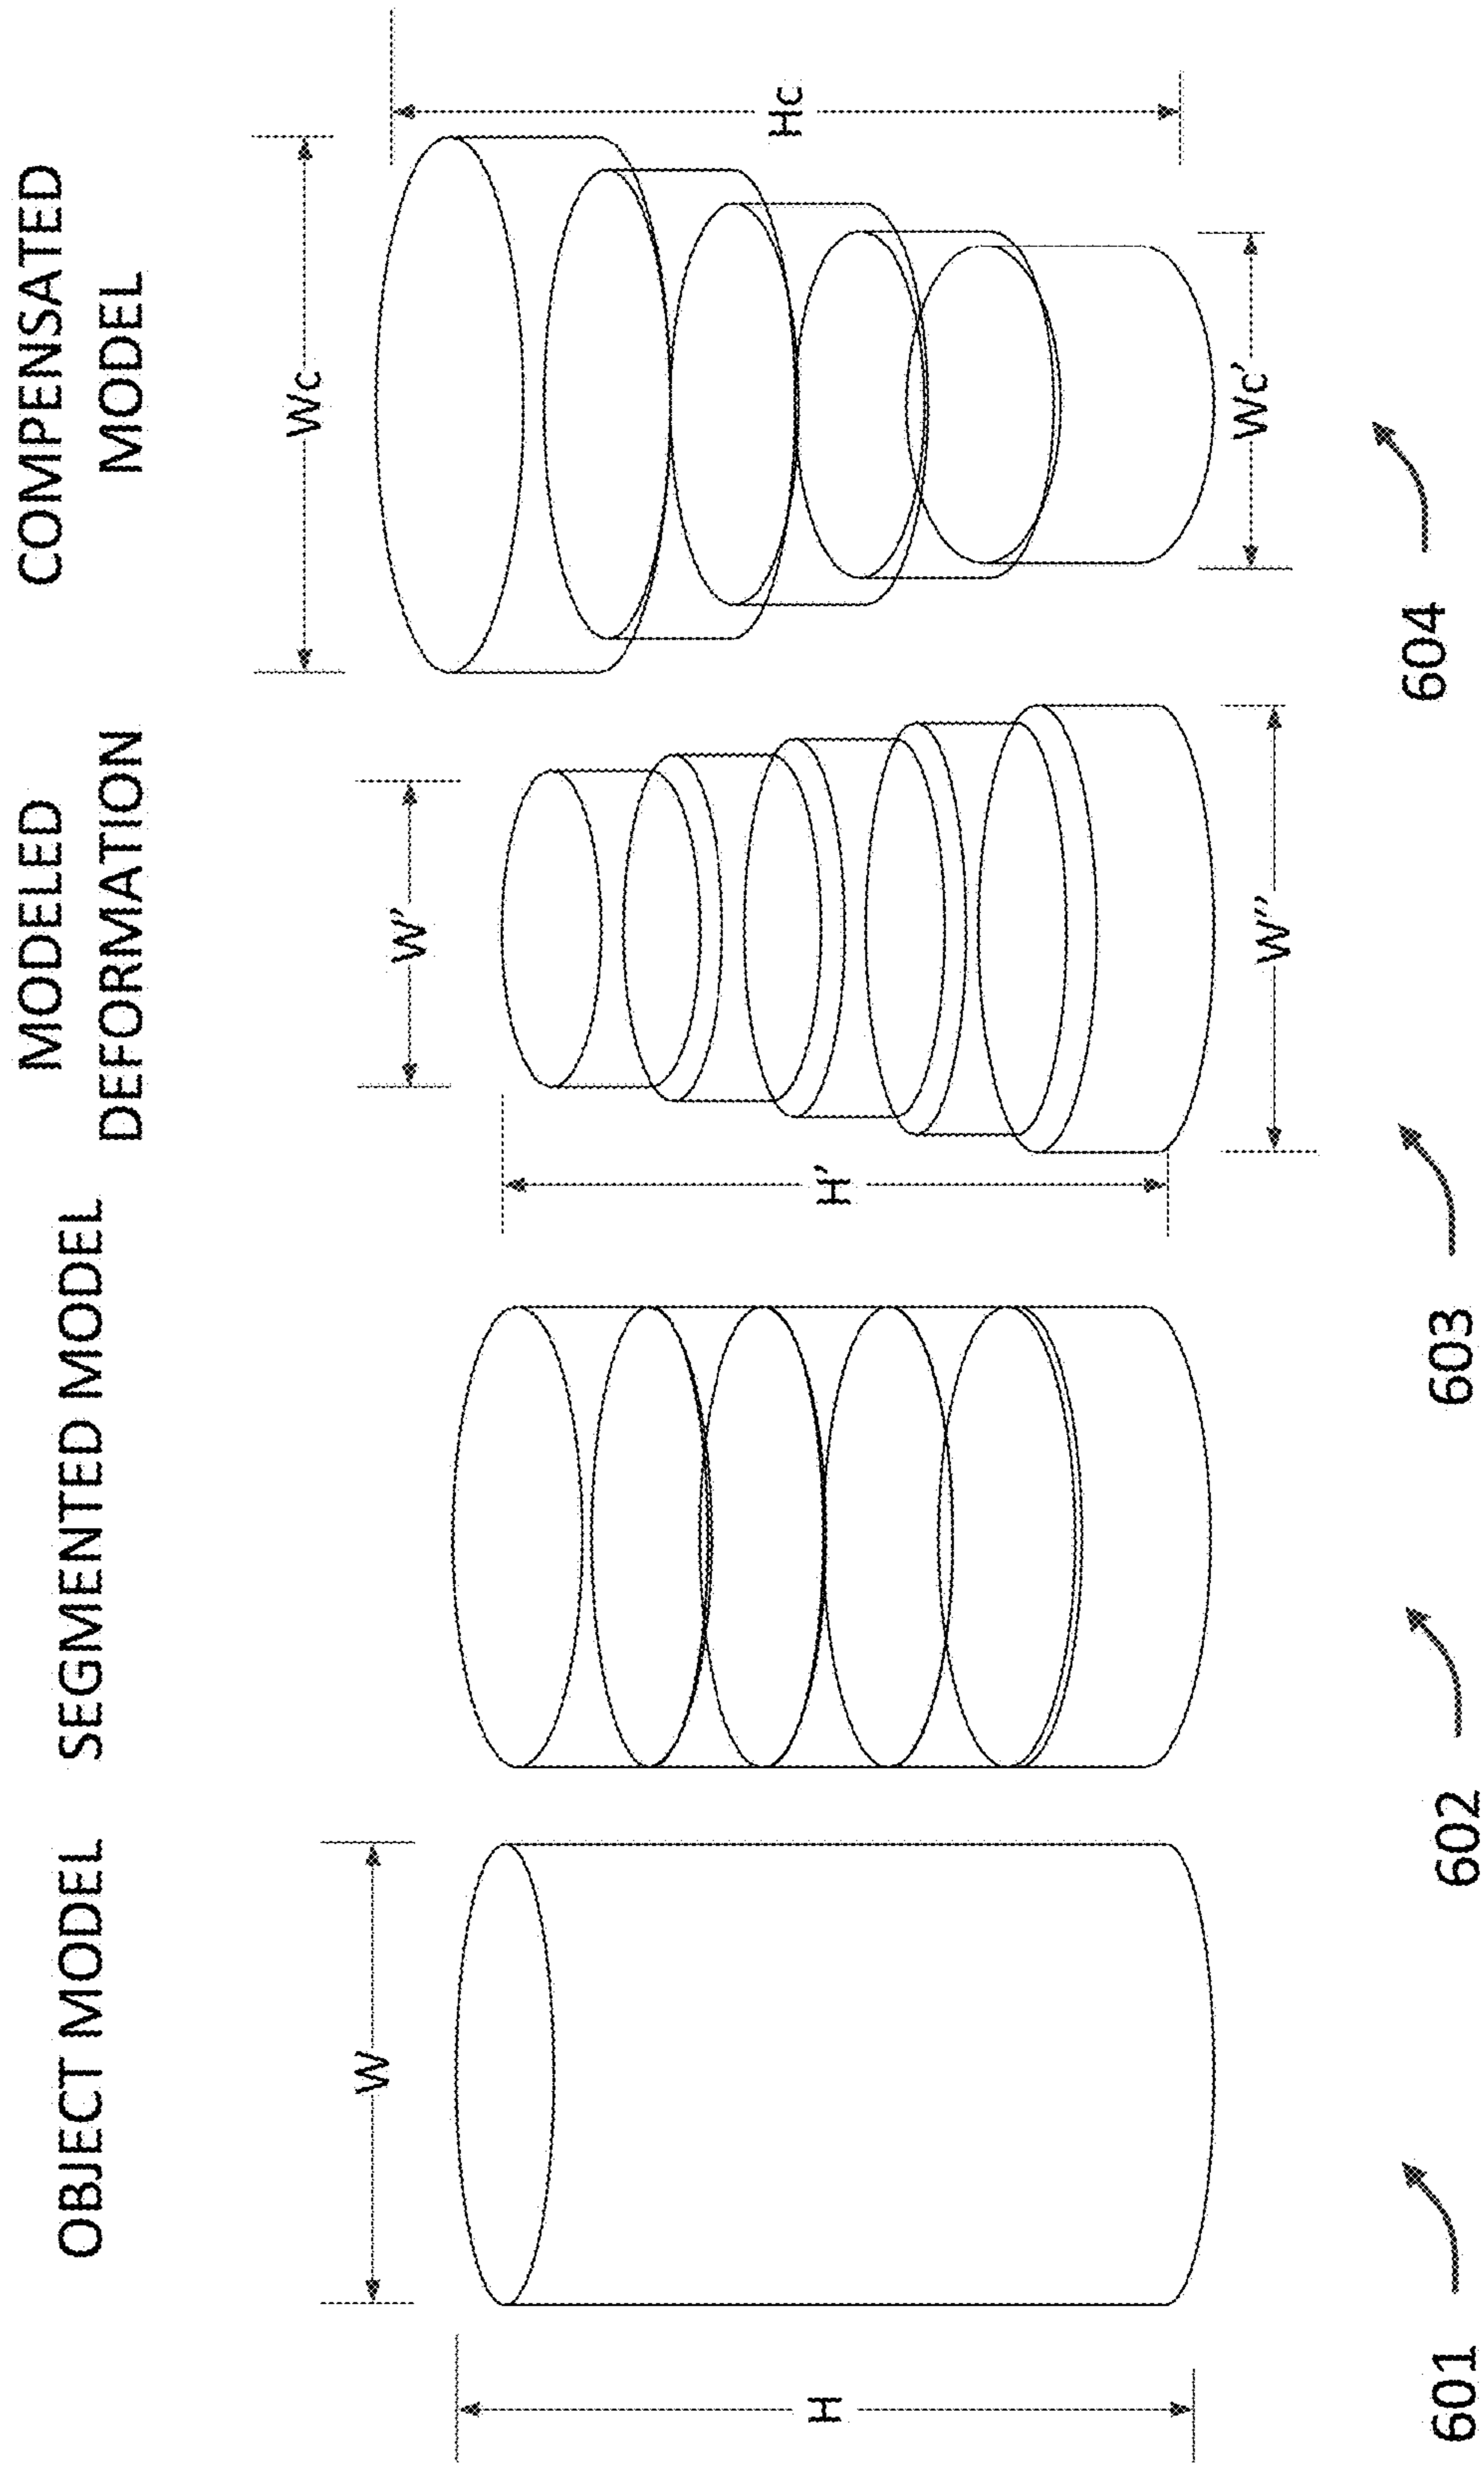 OBJECT MODEL
SEGMENTED MODEL
MODELED
DEFORMATION
COMPENSATED
MODEL
H
W
H'
W'
W''
Wc
Hc
Wc'
601
602
603
604